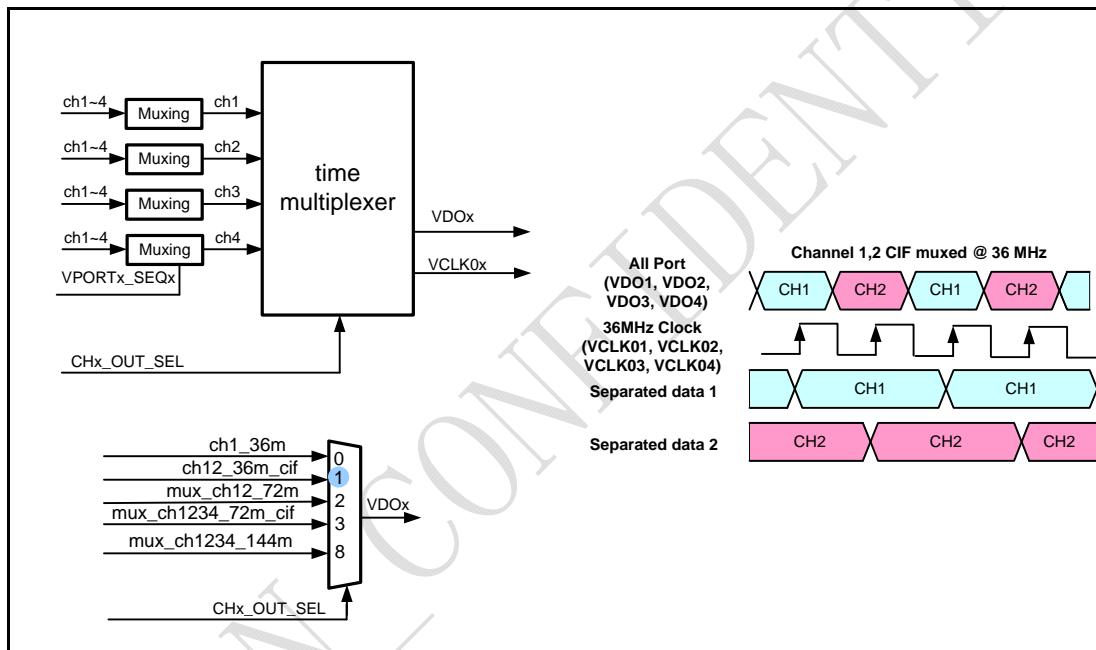 ch1~4
Muxing
ch1
ch1~4
Muxing
ch2
ch1~4
Muxing
ch3
ch1~4
Muxing
ch4
VPORTx_SEQx
time
multiplexer
VDOx
VCLK0x
CHx_OUT_SEL
Channel 1,2 CIF muxed @ 36 MHz
All Port
(VDO1, VDO2,
VDO3, VDO4)
CH1
CH2
CH1
CH2
36MHz Clock
(VCLK01, VCLK02,
VCLK03, VCLK04)
Separated data 1
CH1
CH1
Separated data 2
CH2
CH2
CH2
ch1_36m
0
ch12_36m_cif
1
mux_ch12_72m
2
mux_ch1234_72m_cif
3
mux_ch1234_144m
8
VDOx
CHx_OUT_SEL